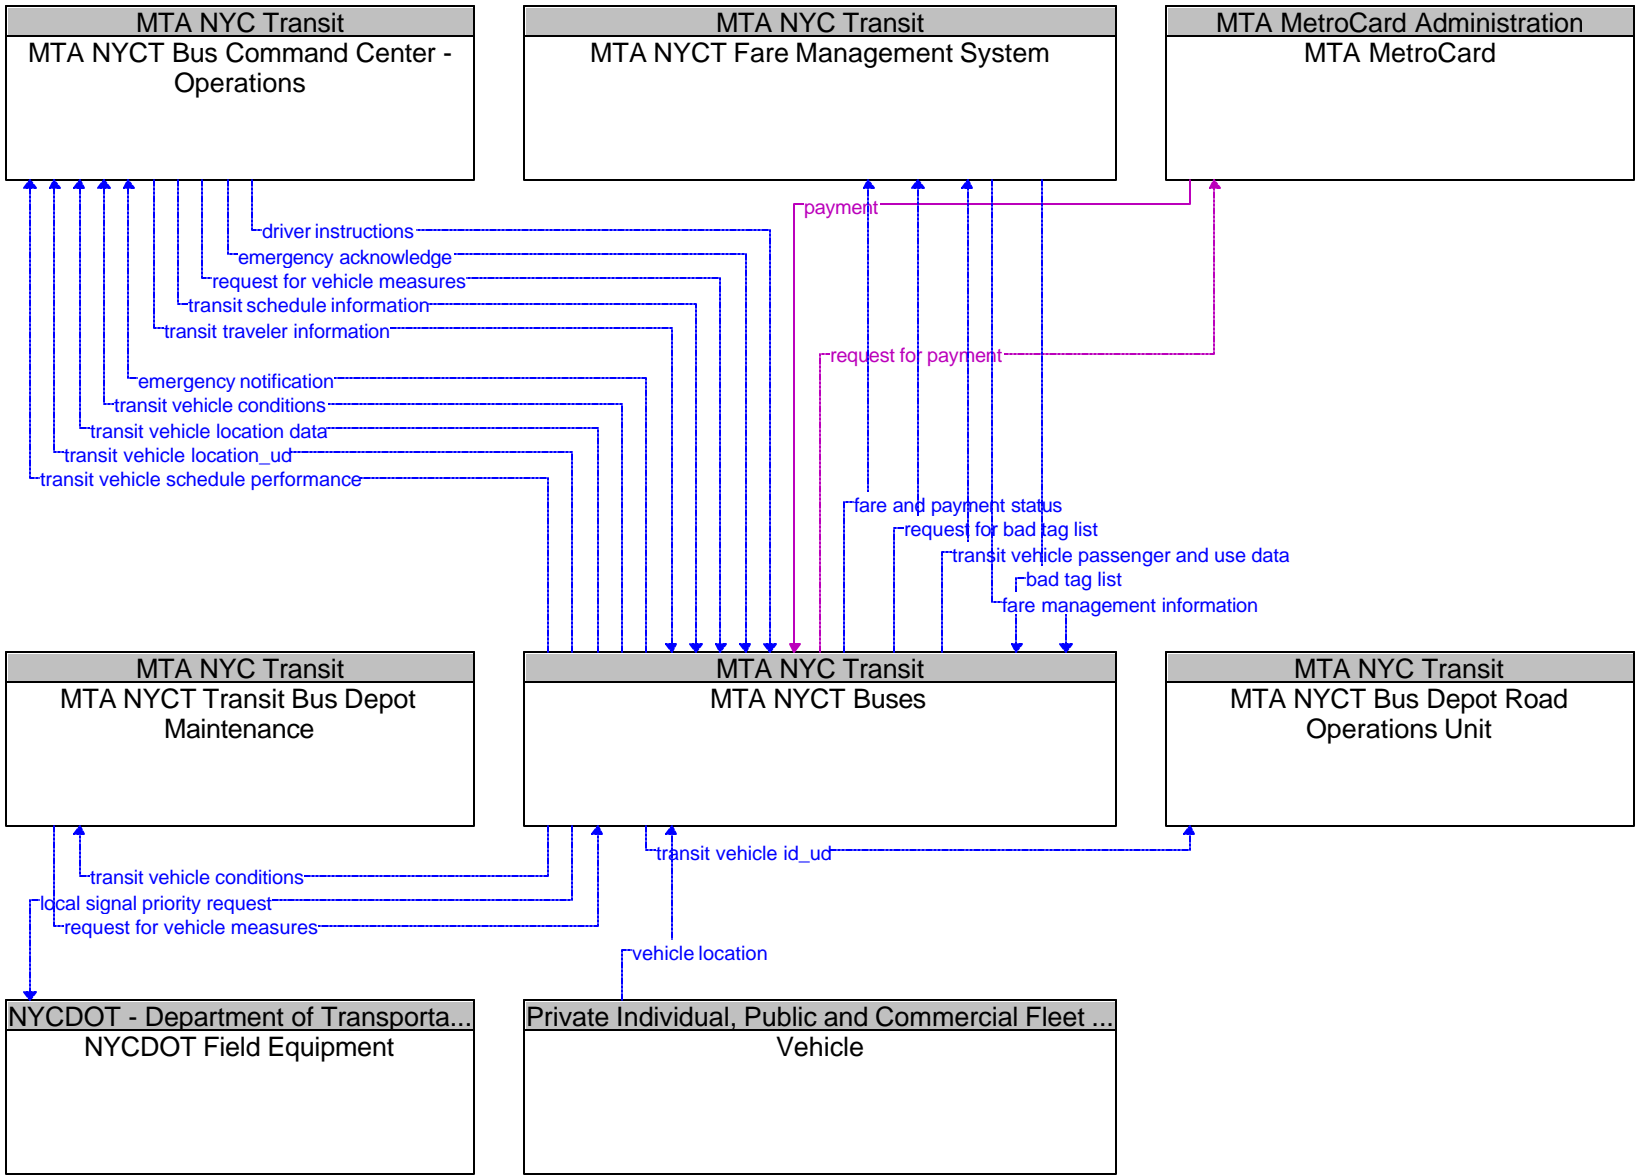 MTA NYC Transit
MTA NYCT Bus Command Center -
Operations
MTA NYC Transit
MTA NYCT Fare Management System
MTA MetroCard Administration
MTA MetroCard
payment
driver instructions
emergency acknowledge
request for vehicle measures
transit schedule information
transit traveler information
request for payment
emergency notification
transit vehicle conditions
transit vehicle location data
transit vehicle location_ud
transit vehicle schedule performance
fare and payment status
request for bad tag list
transit vehicle passenger and use data
bad tag list
fare management information
MTA NYC Transit
MTA NYCT Transit Bus Depot
Maintenance
MTA NYC Transit
MTA NYCT Buses
MTA NYC Transit
MTA NYCT Bus Depot Road
Operations Unit
transit vehicle id_ud
transit vehicle conditions
local signal priority request
request for vehicle measures
vehicle location
NYCDOT - Department of Transporta...
NYCDOT Field Equipment
Private Individual, Public and Commercial Fleet ...
Vehicle